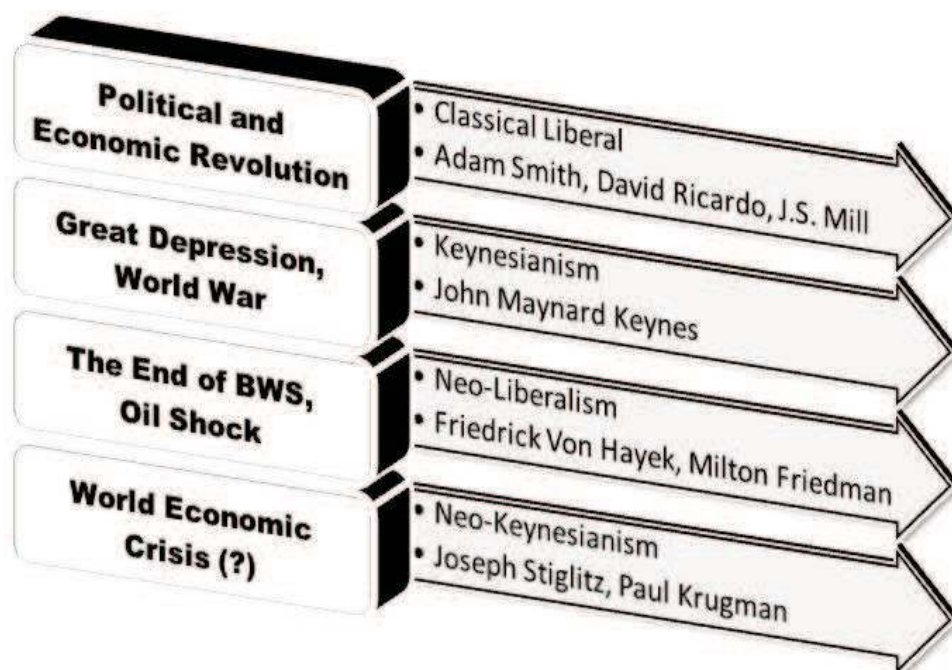 Political and
Economic Revolution
• Classical Liberal
• Adam Smith, David Ricardo, J.S. Mill
Great Depression,
World War
• Keynesianism
• John Maynard Keynes
The End of BWS,
Oil Shock
• Neo-Liberalism
• Friedrick Von Hayek, Milton Friedman
World Economic
Crisis (?)
• Neo-Keynesianism
• Joseph Stiglitz, Paul Krugman